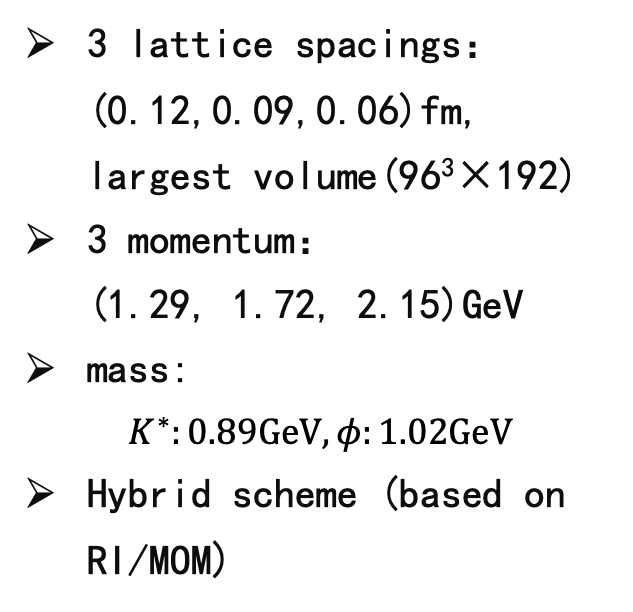 ➢ 3 lattice spacings:
(0.12,0.09,0.06)fm,
largest volume(96³×192)
➢ 3 momentum:
(1.29, 1.72, 2.15)GeV
➢ mass:
K*: 0.89GeV, ϕ: 1.02GeV
➢ Hybrid scheme (based on
RI/MOM)